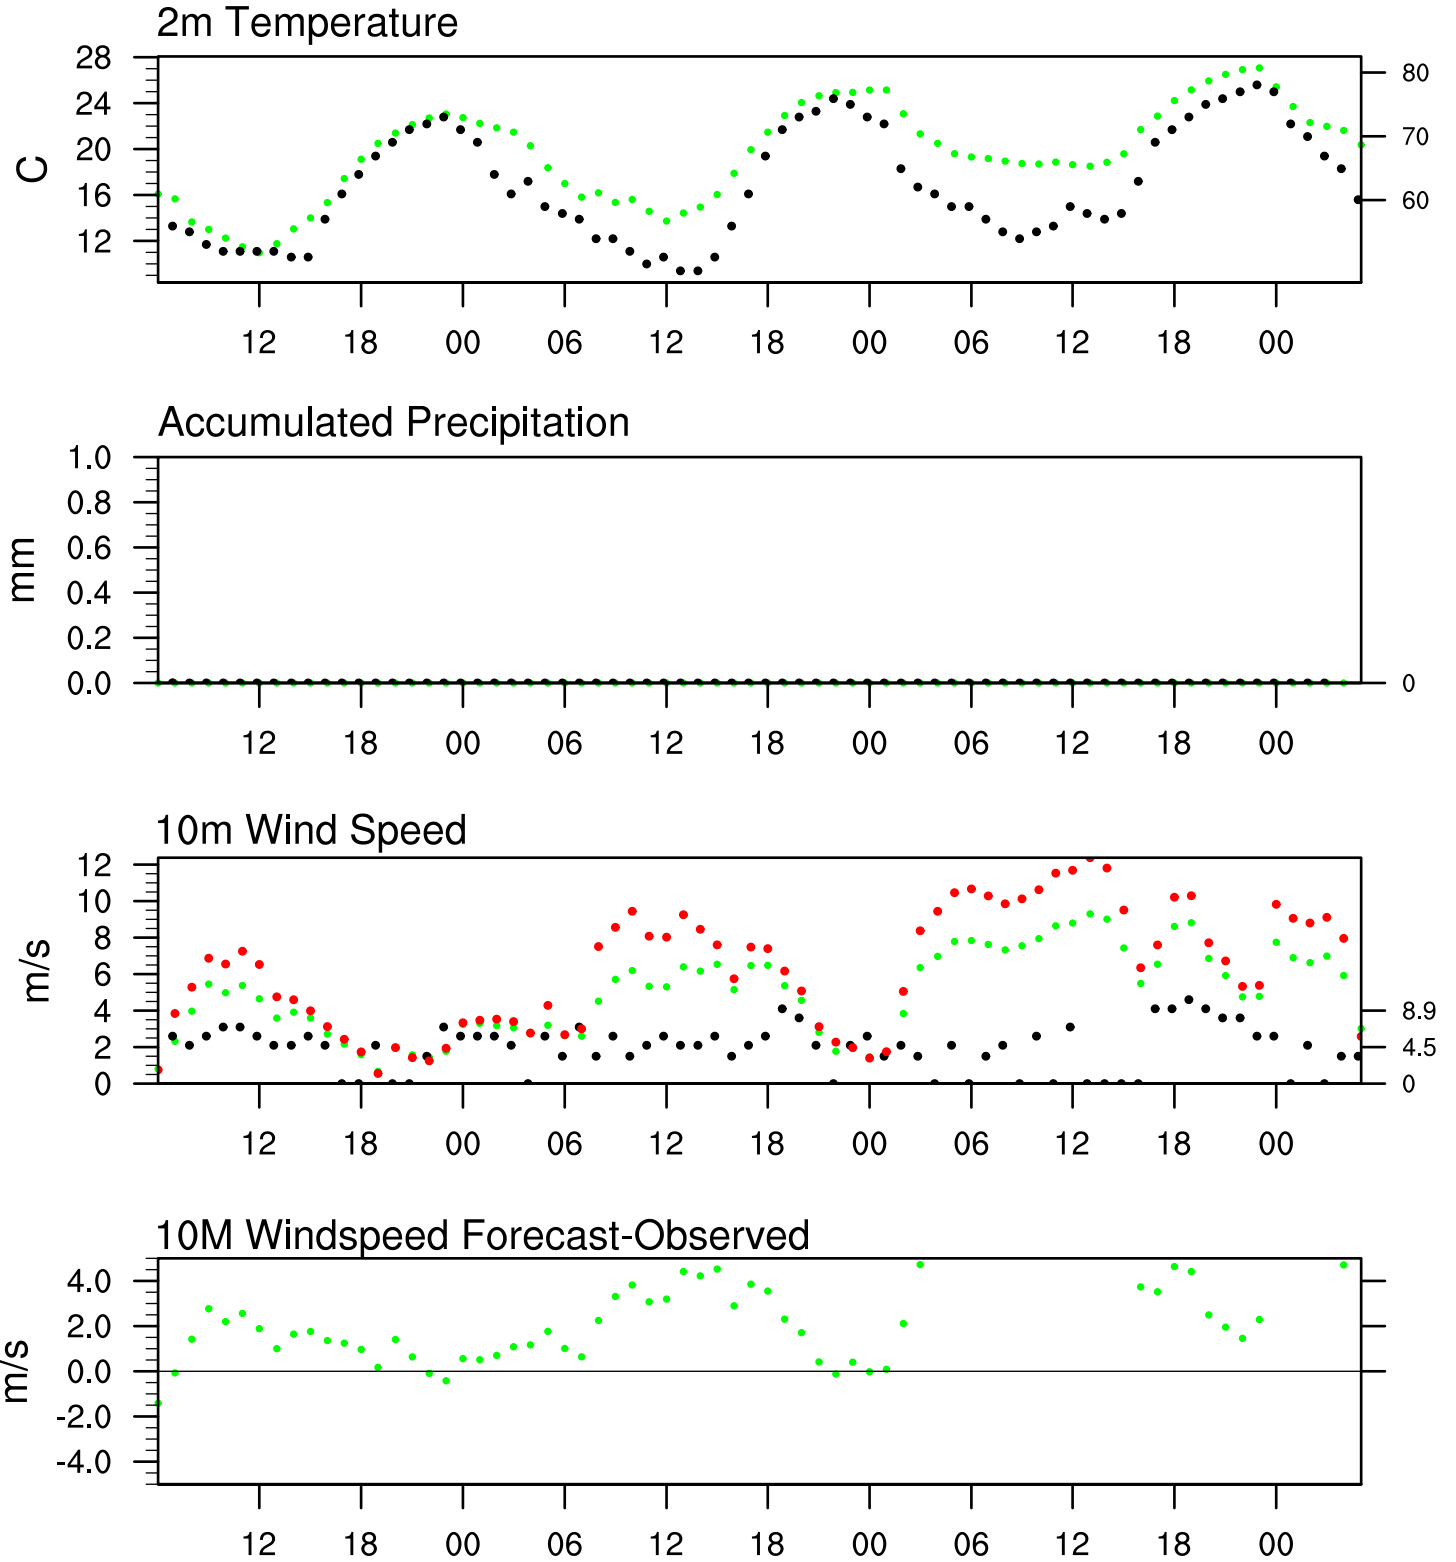 2m Temperature
28
24
20
16
12
C
80
70
60
12 18 00 06 12 18 00 06 12 18 00
Accumulated Precipitation
1.0
0.8
0.6
0.4
0.2
0.0
mm
0
12 18 00 06 12 18 00 06 12 18 00
10m Wind Speed
12
10
8
6
4
2
0
m/s
8.9
4.5
0
12 18 00 06 12 18 00 06 12 18 00
10M Windspeed Forecast-Observed
4.0
2.0
0.0
-2.0
-4.0
m/s
12 18 00 06 12 18 00 06 12 18 00